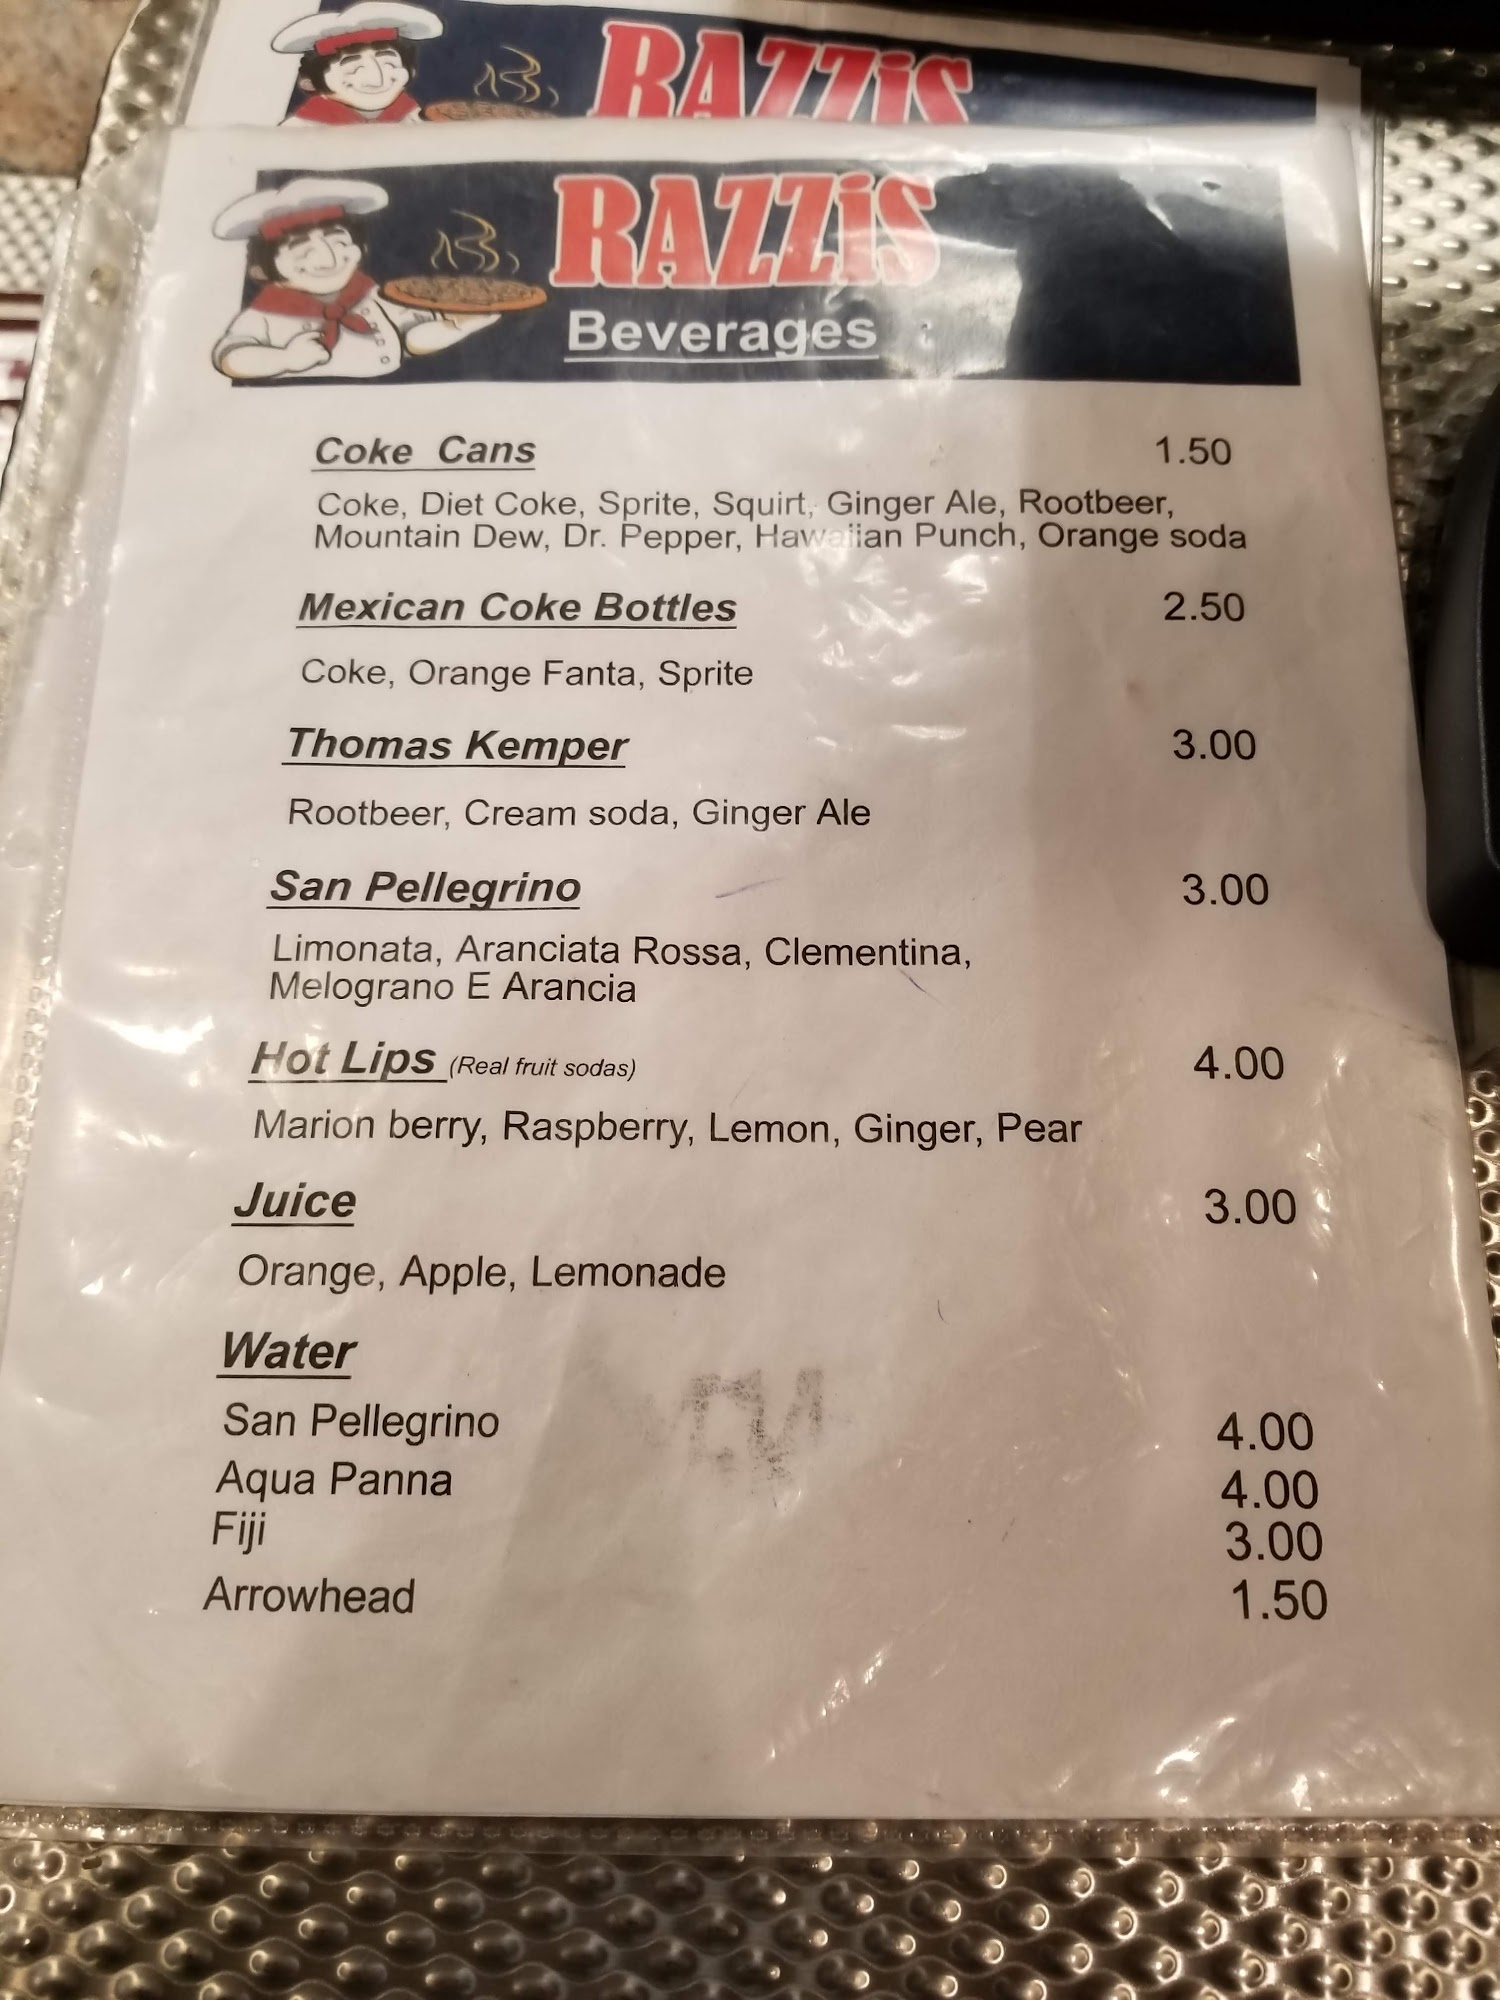 RAZZiS
RAZZiS
Beverages
Coke Cans 1.50
Coke, Diet Coke, Sprite, Squirt, Ginger Ale, Rootbeer,
Mountain Dew, Dr. Pepper, Hawaiian Punch, Orange soda
Mexican Coke Bottles 2.50
Coke, Orange Fanta, Sprite
Thomas Kemper 3.00
Rootbeer, Cream soda, Ginger Ale
San Pellegrino 3.00
Limonata, Aranciata Rossa, Clementina,
Melograno E Arancia
Hot Lips (Real fruit sodas) 4.00
Marion berry, Raspberry, Lemon, Ginger, Pear
Juice 3.00
Orange, Apple, Lemonade
Water
San Pellegrino 4.00
Aqua Panna 4.00
Fiji 3.00
Arrowhead 1.50